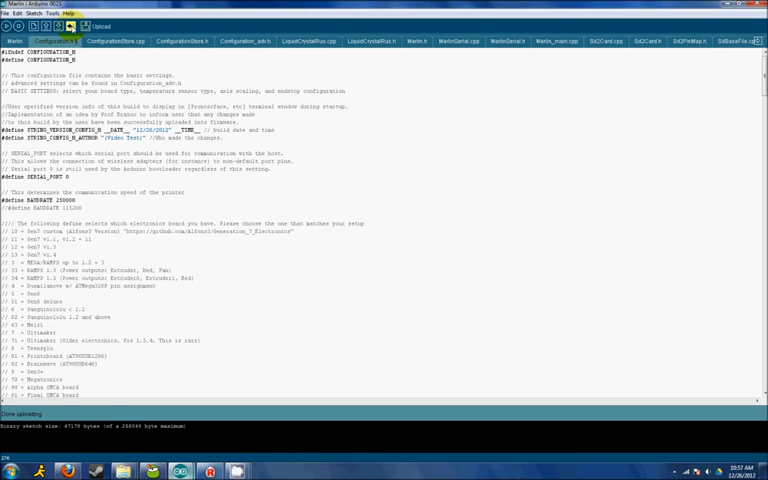 Marlin | Arduino 0023
File Edit Sketch Tools Help
Upload
Marlin Configuration.h ConfigurationStore.cpp ConfigurationStore.h Configuration_adv.h LiquidCrystalRus.cpp LiquidCrystalRus.h Marlin.h MarlinSerial.cpp MarlinSerial.h Marlin_main.cpp Sd2Card.cpp Sd2Card.h Sd2PinMap.h SdBaseFile.cpp
#ifndef CONFIGURATION_H
#define CONFIGURATION_H
// This configuration file contains the basic settings.
// Advanced settings can be found in Configuration_adv.h
// BASIC SETTINGS: select your board type, temperature sensor type, axis scaling, and endstop configuration
//User specified version info of this build to display in [Pronterface, etc] terminal window during startup.
//Implementation of an idea by Prof Braino to inform user that any changes made
//to this build by the user have been successfully uploaded into firmware.
#define STRING_VERSION_CONFIG_H __DATE__ "12/26/2012" __TIME__ // build date and time
#define STRING_CONFIG_H_AUTHOR "(Video Test)" //Who made the changes.
// SERIAL_PORT selects which serial port should be used for communication with the host.
// This allows the connection of wireless adapters (for instance) to non-default port pins.
// Serial port 0 is still used by the Arduino bootloader regardless of this setting.
#define SERIAL_PORT 0
// This determines the communication speed of the printer
#define BAUDRATE 250000
//#define BAUDRATE 115200
//// The following define selects which electronics board you have. Please choose the one that matches your setup
// 10 = Gen7 custom (Alfons3 Version) "https://github.com/Alfons3/Generation_7_Electronics"
// 11 = Gen7 v1.1, v1.2 = 11
// 12 = Gen7 v1.3
// 13 = Gen7 v1.4
// 3 = MEGA/RAMPS up to 1.2 = 3
// 33 = RAMPS 1.3 (Power outputs: Extruder, Bed, Fan)
// 34 = RAMPS 1.3 (Power outputs: Extruder0, Extruder1, Bed)
// 4 = Duemilanove w/ ATMega328P pin assignment
// 5 = Gen6
// 51 = Gen6 deluxe
// 6 = Sanguinololu < 1.2
// 62 = Sanguinololu 1.2 and above
// 63 = Melzi
// 7 = Ultimaker
// 71 = Ultimaker (Older electronics. Pre 1.5.4. This is rare)
// 8 = Teensylu
// 81 = Printrboard (AT90USB1286)
// 82 = Brainwave (AT90USB646)
// 9 = Gen3+
// 70 = Megatronics
// 90 = Alpha OMCA board
// 91 = Final OMCA board
Done uploading
Binary sketch size: 47178 bytes (of a 258048 byte maximum)
276
10:57 AM
12/26/2012